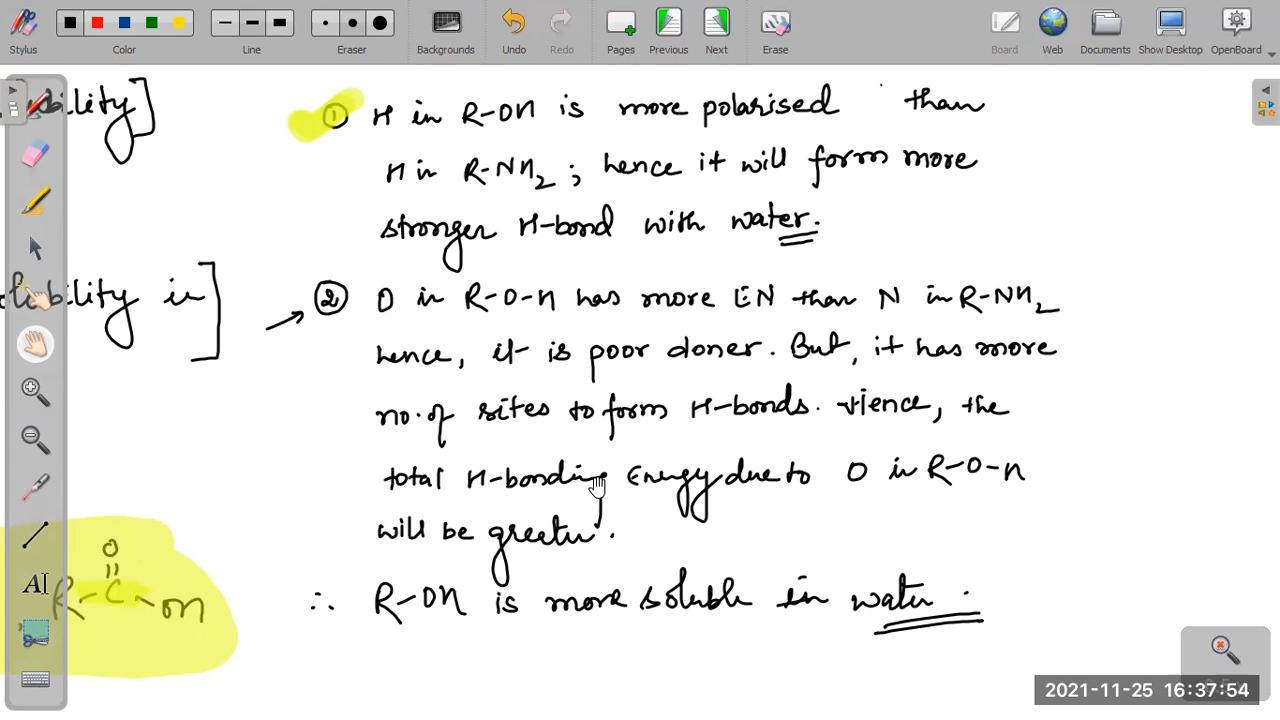 Stylus Color Line Eraser Backgrounds Undo Redo Pages Previous Next Erase Board Web Documents Show Desktop OpenBoard
bility]
① H in R-OH is more polarised than
H in R-NH2 ; hence it will form more
stronger H-bond with water.
olubility in]
→ ② O in R-O-H has more EN than N in R-NH2
hence, it is poor doner. But, it has more
no. of sites to form H-bonds. Hence, the
total H-bonding Energy due to O in R-O-H
will be greeter.
O
R-C-OH
∴ R-OH is more soluble in water.
2021-11-25 16:37:54